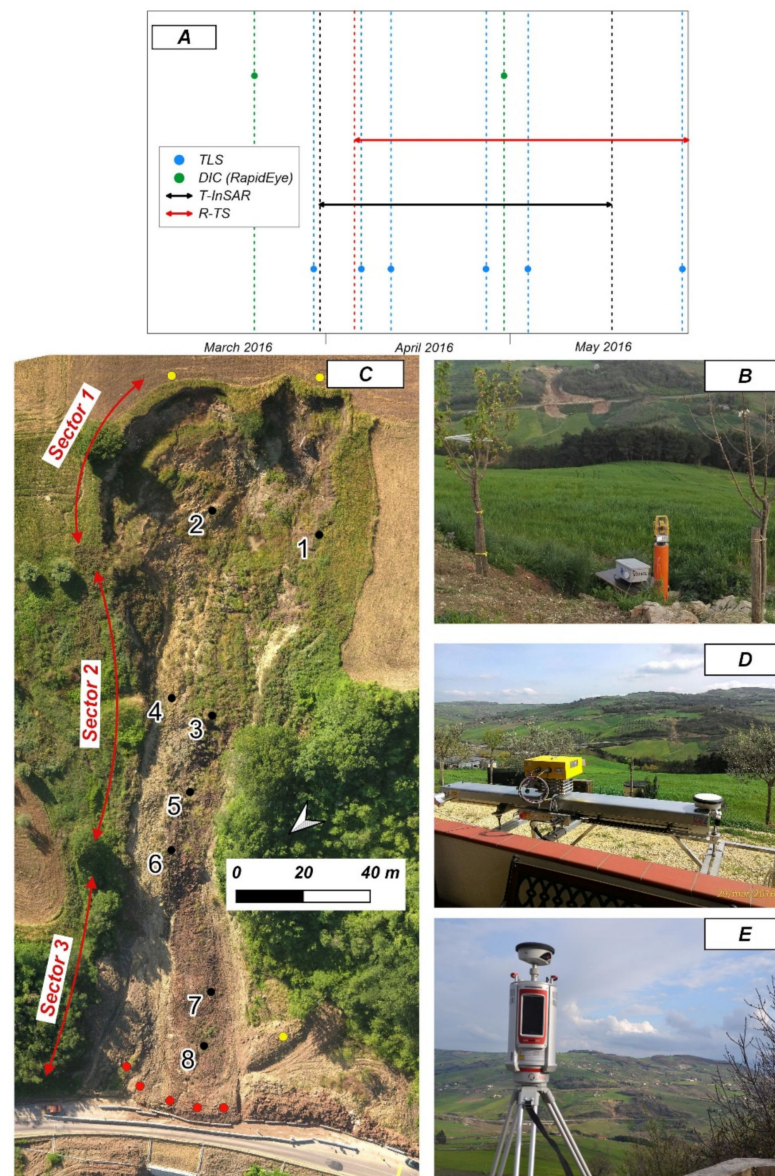 A
TLS
DIC (RapidEye)
T-InSAR
R-TS
March 2016
April 2016
May 2016
C
Sector 1
2
1
Sector 2
4
3
5
6
0 20 40 m
Sector 3
7
8
B
D
E